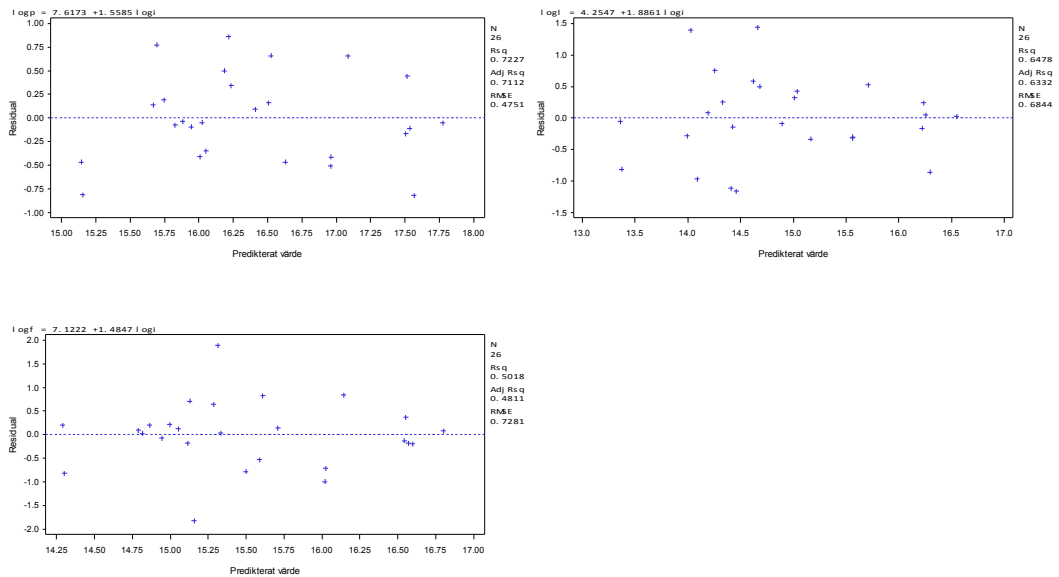 logp = 7.6173 +1.5585 logi
1.00
0.75
0.50
0.25
0.00
-0.25
-0.50
-0.75
-1.00
Residual
15.00 15.25 15.50 15.75 16.00 16.25 16.50 16.75 17.00 17.25 17.50 17.75 18.00
Predikterat värde
N
26
Rsq
0.7227
Adj Rsq
0.7112
RMSE
0.4751
logl = 4.2547 +1.8861 logi
1.5
1.0
0.5
0.0
-0.5
-1.0
-1.5
Residual
13.0 13.5 14.0 14.5 15.0 15.5 16.0 16.5 17.0
Predikterat värde
N
26
Rsq
0.6478
Adj Rsq
0.6332
RMSE
0.6844
logf = 7.1222 +1.4847 logi
2.0
1.5
1.0
0.5
0.0
-0.5
-1.0
-1.5
-2.0
Residual
14.25 14.50 14.75 15.00 15.25 15.50 15.75 16.00 16.25 16.50 16.75 17.00
Predikterat värde
N
26
Rsq
0.5018
Adj Rsq
0.4811
RMSE
0.7281